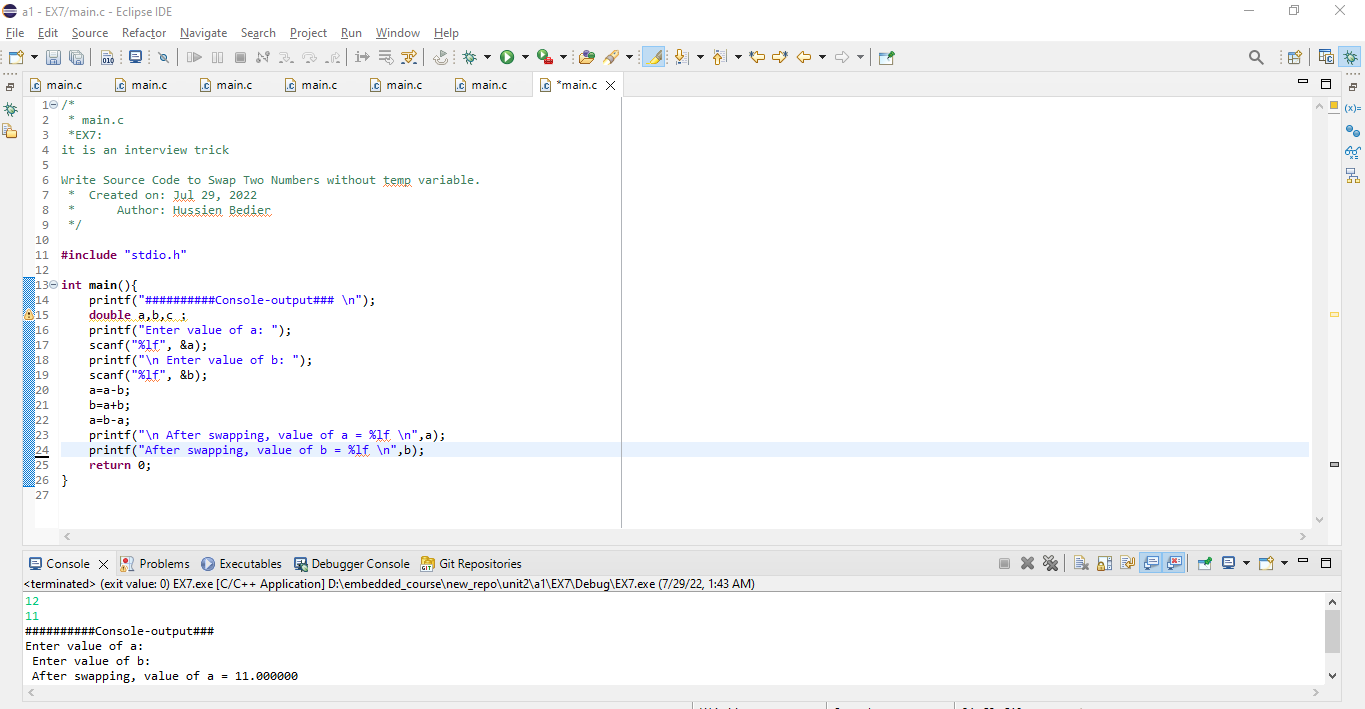 a1 - EX7/main.c - Eclipse IDE
File Edit Source Refactor Navigate Search Project Run Window Help
main.c main.c main.c main.c main.c main.c *main.c
1 /*
2 * main.c
3 *EX7:
4 it is an interview trick
5
6 Write Source Code to Swap Two Numbers without temp variable.
7 * Created on: Jul 29, 2022
8 * Author: Hussien Bedier
9 */
10
11 #include "stdio.h"
12
13 int main(){
14 printf("##########Console-output### \n");
15 double a,b,c ;
16 printf("Enter value of a: ");
17 scanf("%lf", &a);
18 printf("\n Enter value of b: ");
19 scanf("%lf", &b);
20 a=a-b;
21 b=a+b;
22 a=b-a;
23 printf("\n After swapping, value of a = %lf \n",a);
24 printf("After swapping, value of b = %lf \n",b);
25 return 0;
26 }
27
Console Problems Executables Debugger Console Git Repositories
<terminated> (exit value: 0) EX7.exe [C/C++ Application] D:\embedded_course\new_repo\unit2\a1\EX7\Debug\EX7.exe (7/29/22, 1:43 AM)
12
11
##########Console-output###
Enter value of a:
Enter value of b:
After swapping, value of a = 11.000000